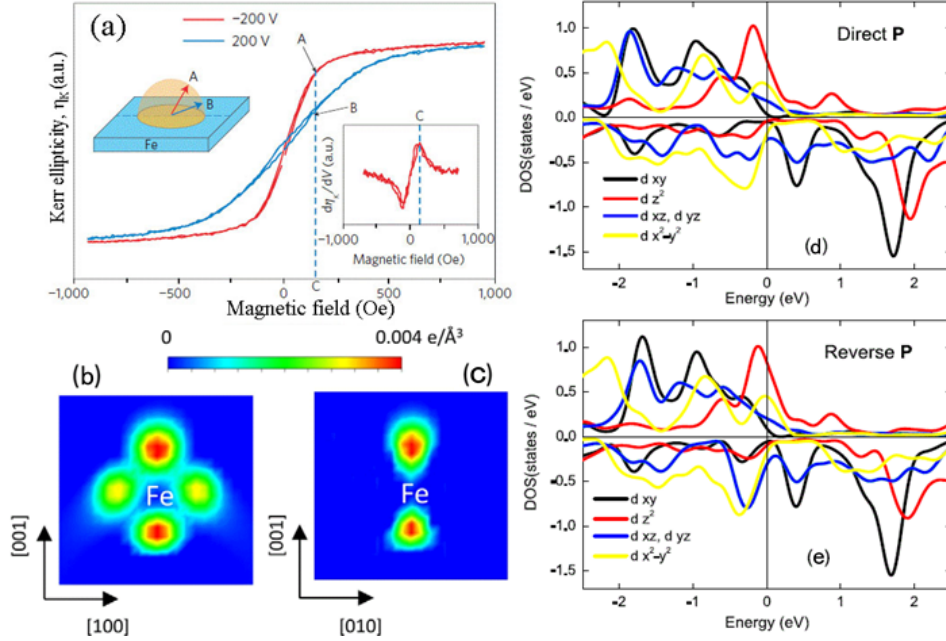 (a)
−200 V
200 V
A
B
A
B
Fe
Kerr ellipticity, ηK (a.u.)
C
dηK/dV (a.u.)
−1,000 0 1,000
Magnetic field (Oe)
−1,000 −500 0 500 1,000
C
Magnetic field (Oe)
0 0.004 e/Å³
(b)
Fe
[001]
[100]
(c)
Fe
[001]
[010]
Direct P
DOS(states / eV)
1.0
0.5
0.0
-0.5
-1.0
-1.5
d xy
d z²
d xz, d yz
d x²−y²
(d)
-2 -1 0 1 2
Energy (eV)
Reverse P
DOS(states / eV)
1.0
0.5
0.0
-0.5
-1.0
-1.5
d xy
d z²
d xz, d yz
d x²−y²
(e)
-2 -1 0 1 2
Energy (eV)